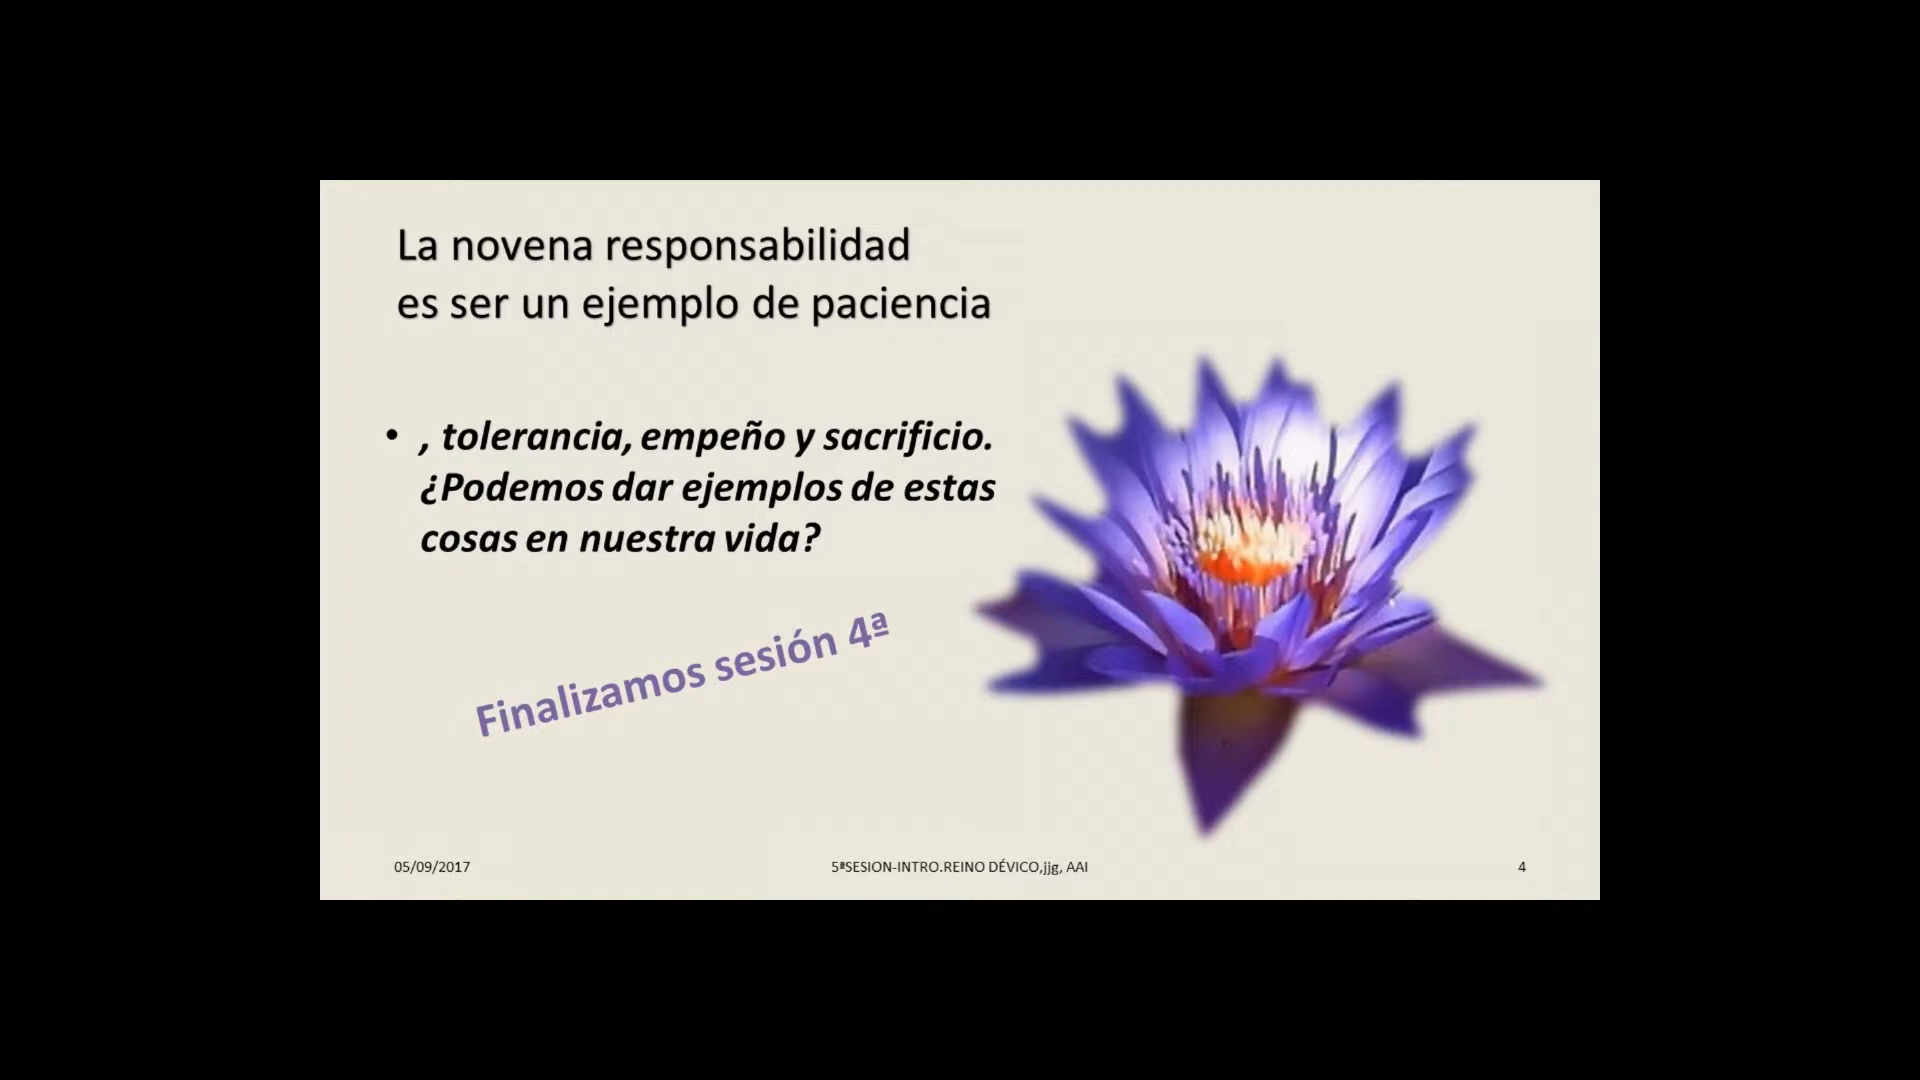 La novena responsabilidad
es ser un ejemplo de paciencia
• , tolerancia, empeño y sacrificio.
¿Podemos dar ejemplos de estas
cosas en nuestra vida?
Finalizamos sesión 4ª
05/09/2017
5ªSESION-INTRO.REINO DÉVICO,jjg, AAI
4